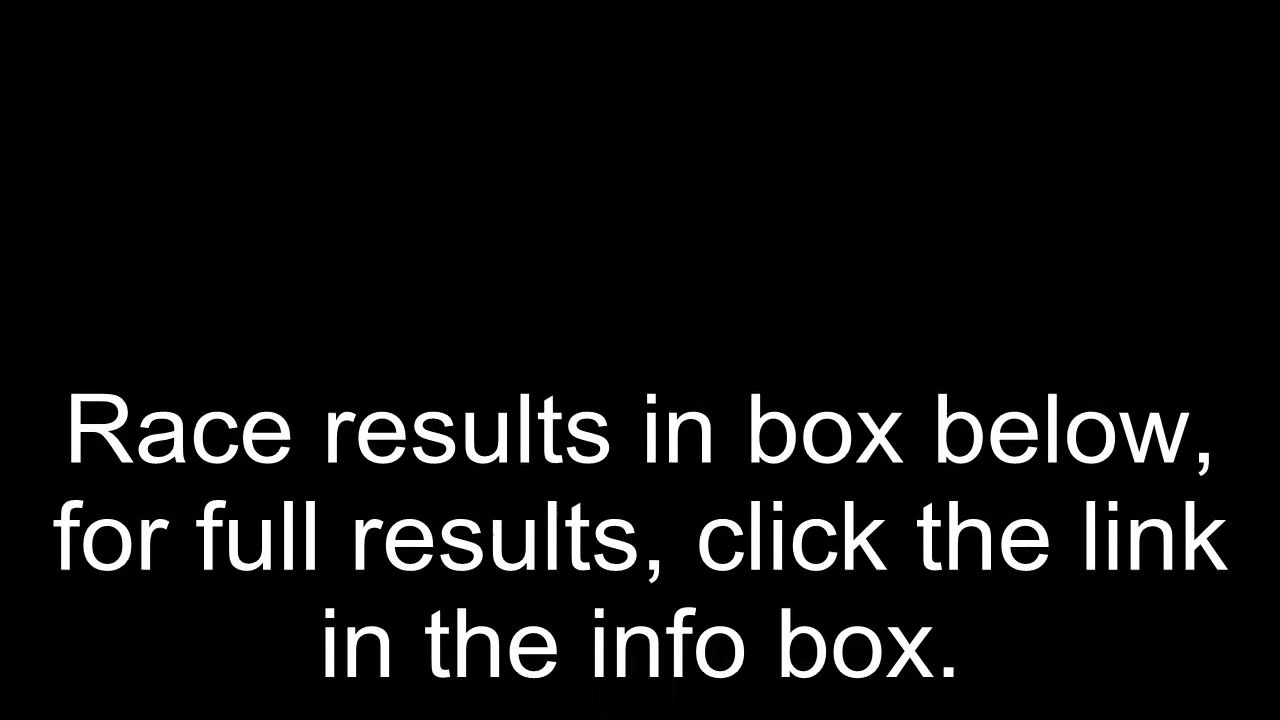 Race results in box below,
for full results, click the link
in the info box.